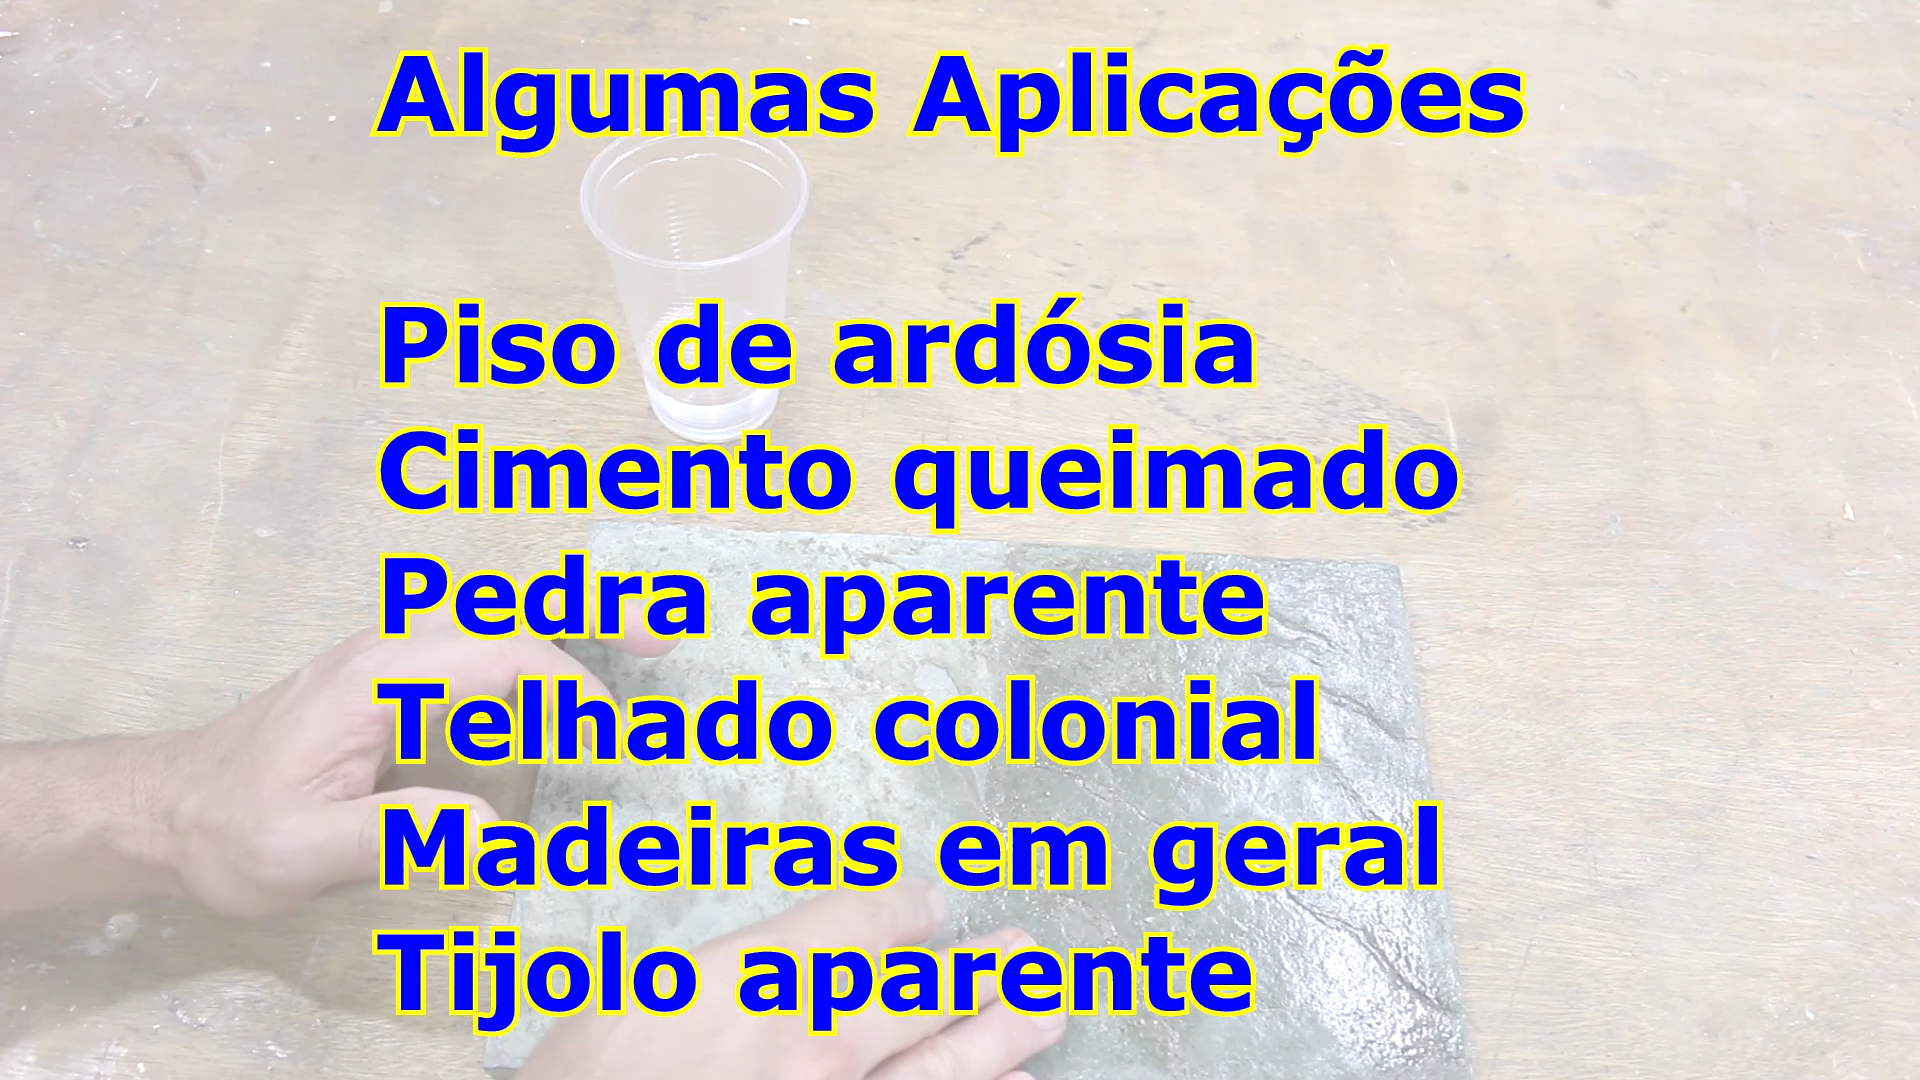 Algumas Aplicações
Piso de ardósia
Cimento queimado
Pedra aparente
Telhado colonial
Madeiras em geral
Tijolo aparente